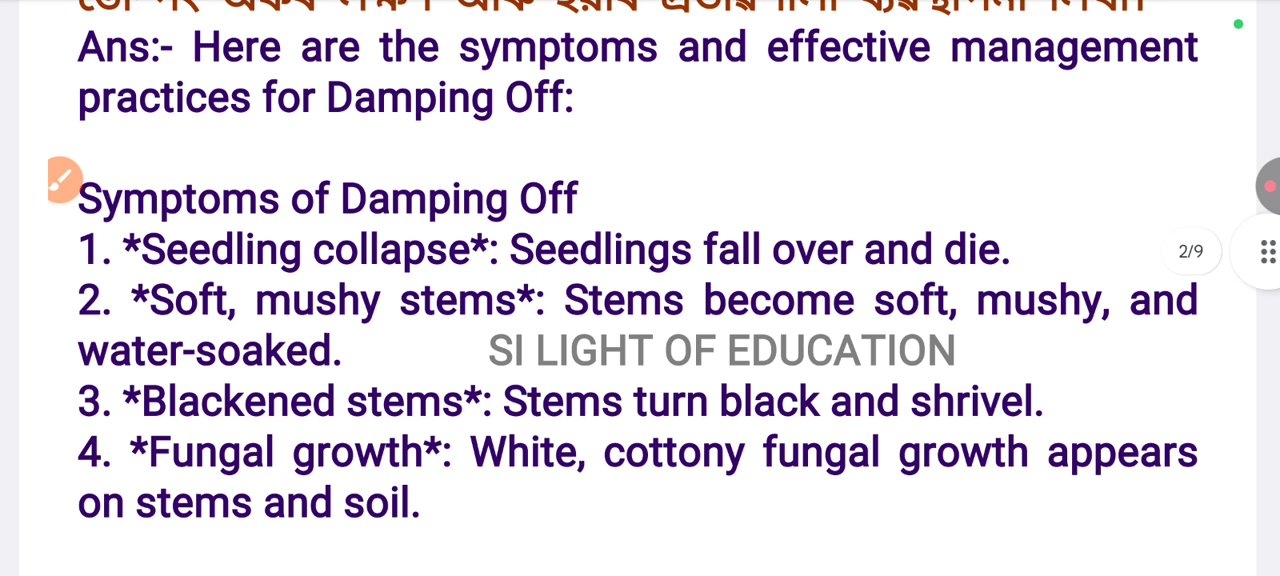 Ans:- Here are the symptoms and effective management
practices for Damping Off:
Symptoms of Damping Off
1. *Seedling collapse*: Seedlings fall over and die.
2. *Soft, mushy stems*: Stems become soft, mushy, and
water-soaked.
SI LIGHT OF EDUCATION
3. *Blackened stems*: Stems turn black and shrivel.
4. *Fungal growth*: White, cottony fungal growth appears
on stems and soil.
2/9